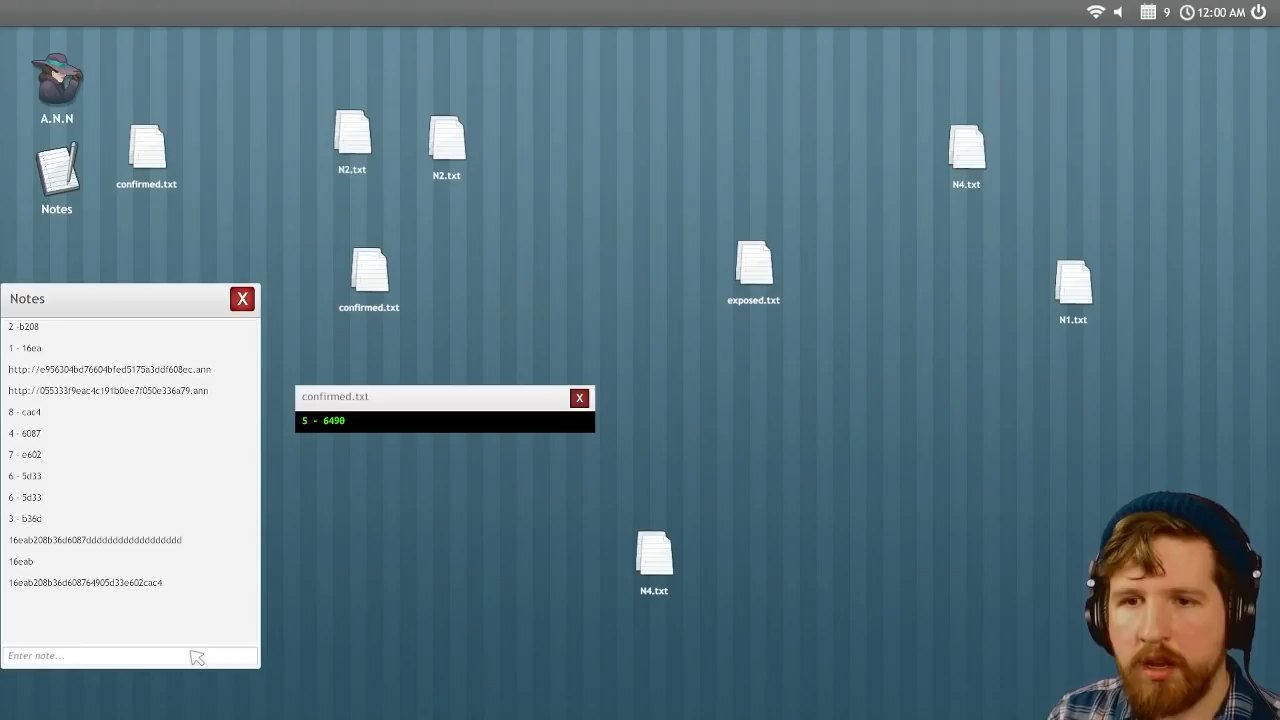 9 12:00 AM
A.N.N
Notes
confirmed.txt
N2.txt
N2.txt
N4.txt
confirmed.txt
exposed.txt
N1.txt
N4.txt
Notes
X
2 -b208
1 - 16ea
http://e956304bd76604bfed5175a3ddf608ec.ann
http://055333f9eac4c191b0ee7f050e336a79.ann
8 - cac4
4 - 6087
7 - e602
6 - 5d33
6 - 5d33
3 - b36d
16eab208b36d6087dddddddddddddddddd
16eab
16eab208b36d608764905d33e602cac4
Enter note...
confirmed.txt
X
5 - 6490